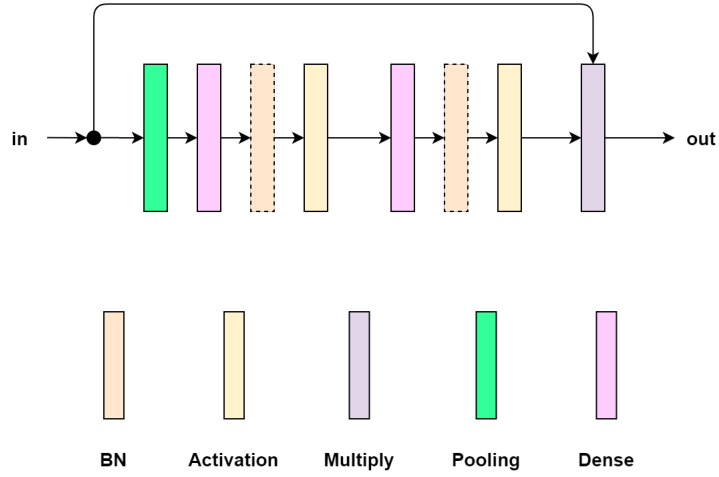 in
out
BN
Activation
Multiply
Pooling
Dense